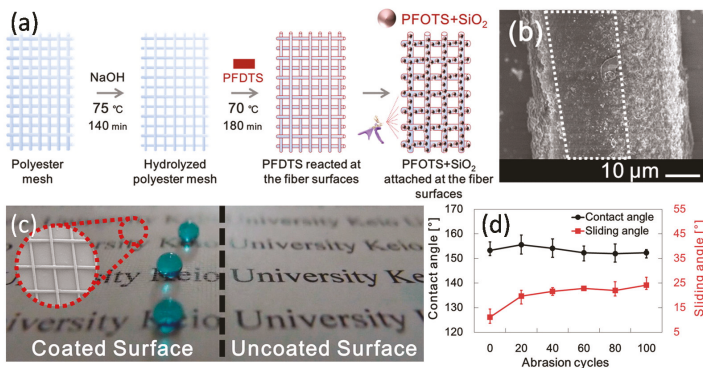 (a)
PFOTS+SiO₂
NaOH
75 ℃
140 min
PFDTS
70 ℃
180 min
Polyester
mesh
Hydrolyzed
polyester mesh
PFDTS reacted at
the fiber surfaces
PFOTS+SiO₂
attached at the fiber
surfaces
(b)
10 μm
(c)
University Keio
University Keio
University Keio
University Keio
University Keio
Coated Surface
Uncoated Surface
(d)
Contact angle [°]
170
160
150
140
130
120
Contact angle
Sliding angle
55
45
35
25
15
5
Sliding angle [°]
0 20 40 60 80 100
Abrasion cycles